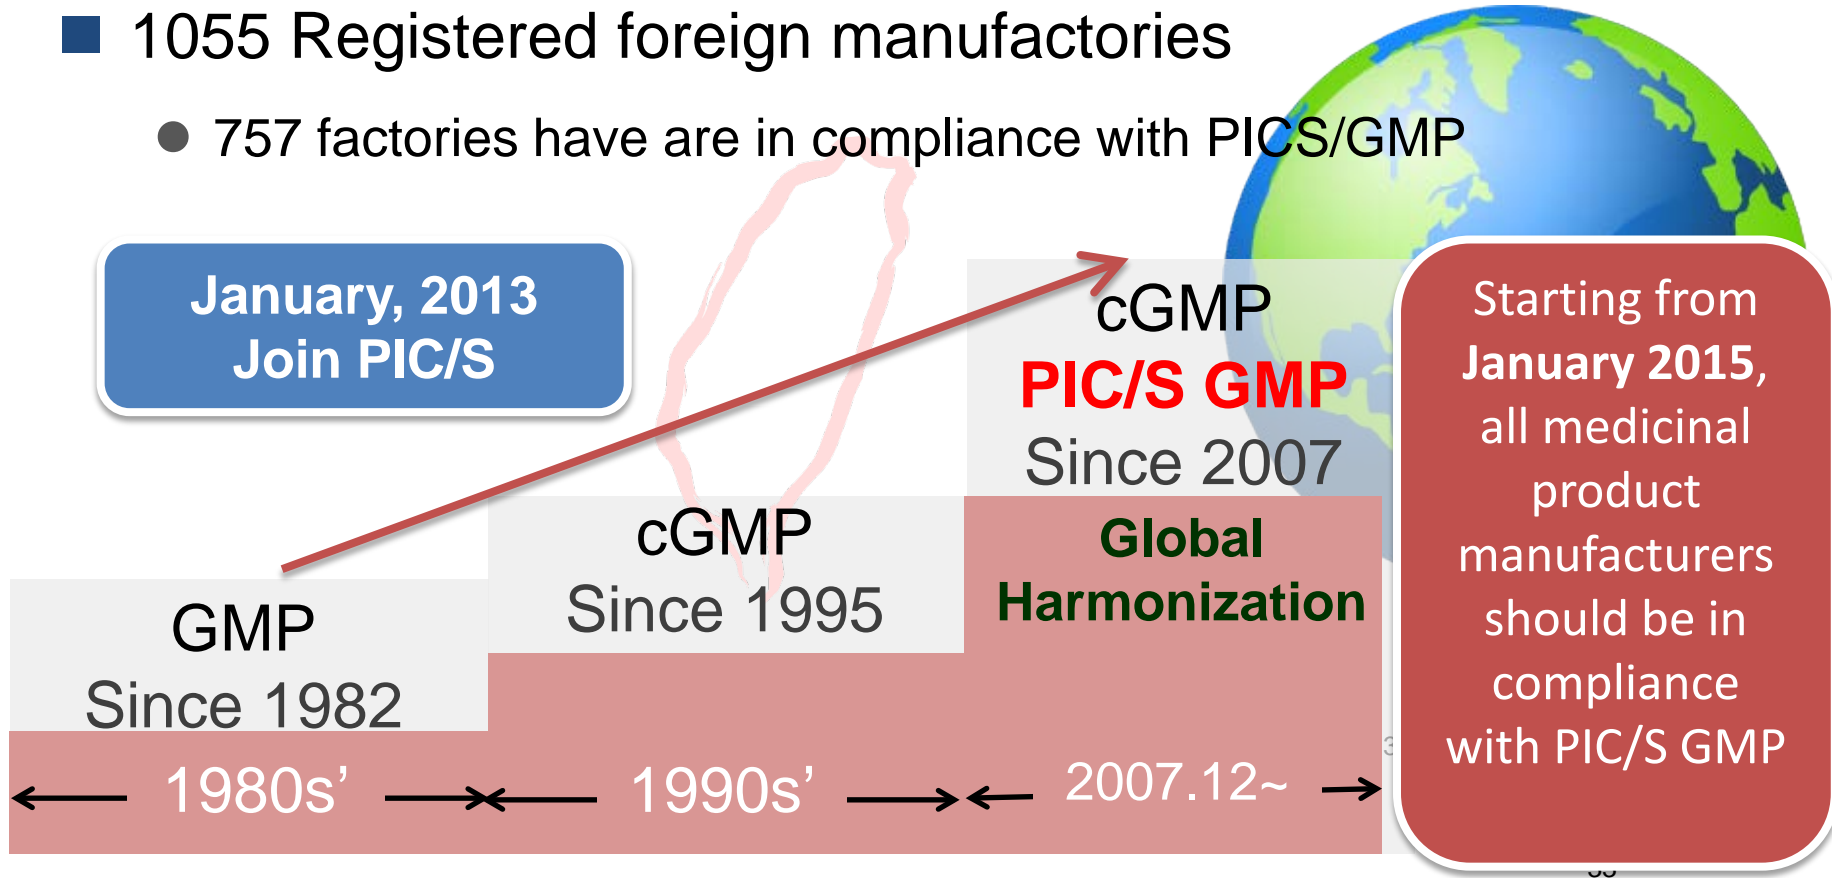 1055 Registered foreign manufactories
757 factories have are in compliance with PICS/GMP
January, 2013
Join PIC/S
cGMP
PIC/S GMP
Since 2007
Global
Harmonization
cGMP
Since 1995
GMP
Since 1982
1980s’
1990s’
2007.12~
Starting from
January 2015,
all medicinal
product
manufacturers
should be in
compliance
with PIC/S GMP